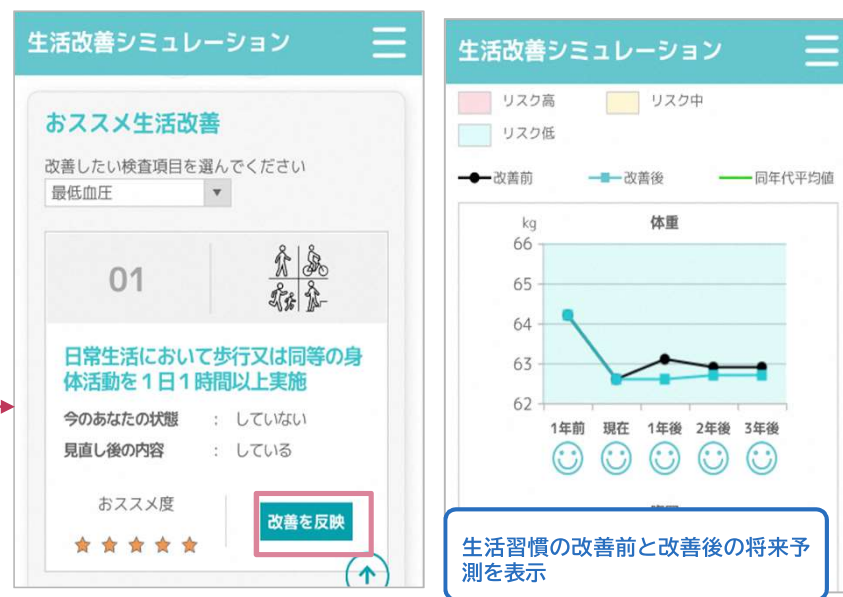 生活改善シミュレーション
おススメ生活改善
改善したい検査項目を選んでください
最低血圧
01
日常生活において歩行又は同等の身
体活動を1日1時間以上実施
今のあなたの状態 : していない
見直し後の内容 : している
おススメ度
改善を反映
生活改善シミュレーション
リスク高 リスク中
リスク低
改善前 改善後 同年代平均値
kg 体重
66
65
64
63
62
1年前 現在 1年後 2年後 3年後
生活習慣の改善前と改善後の将来予
測を表示